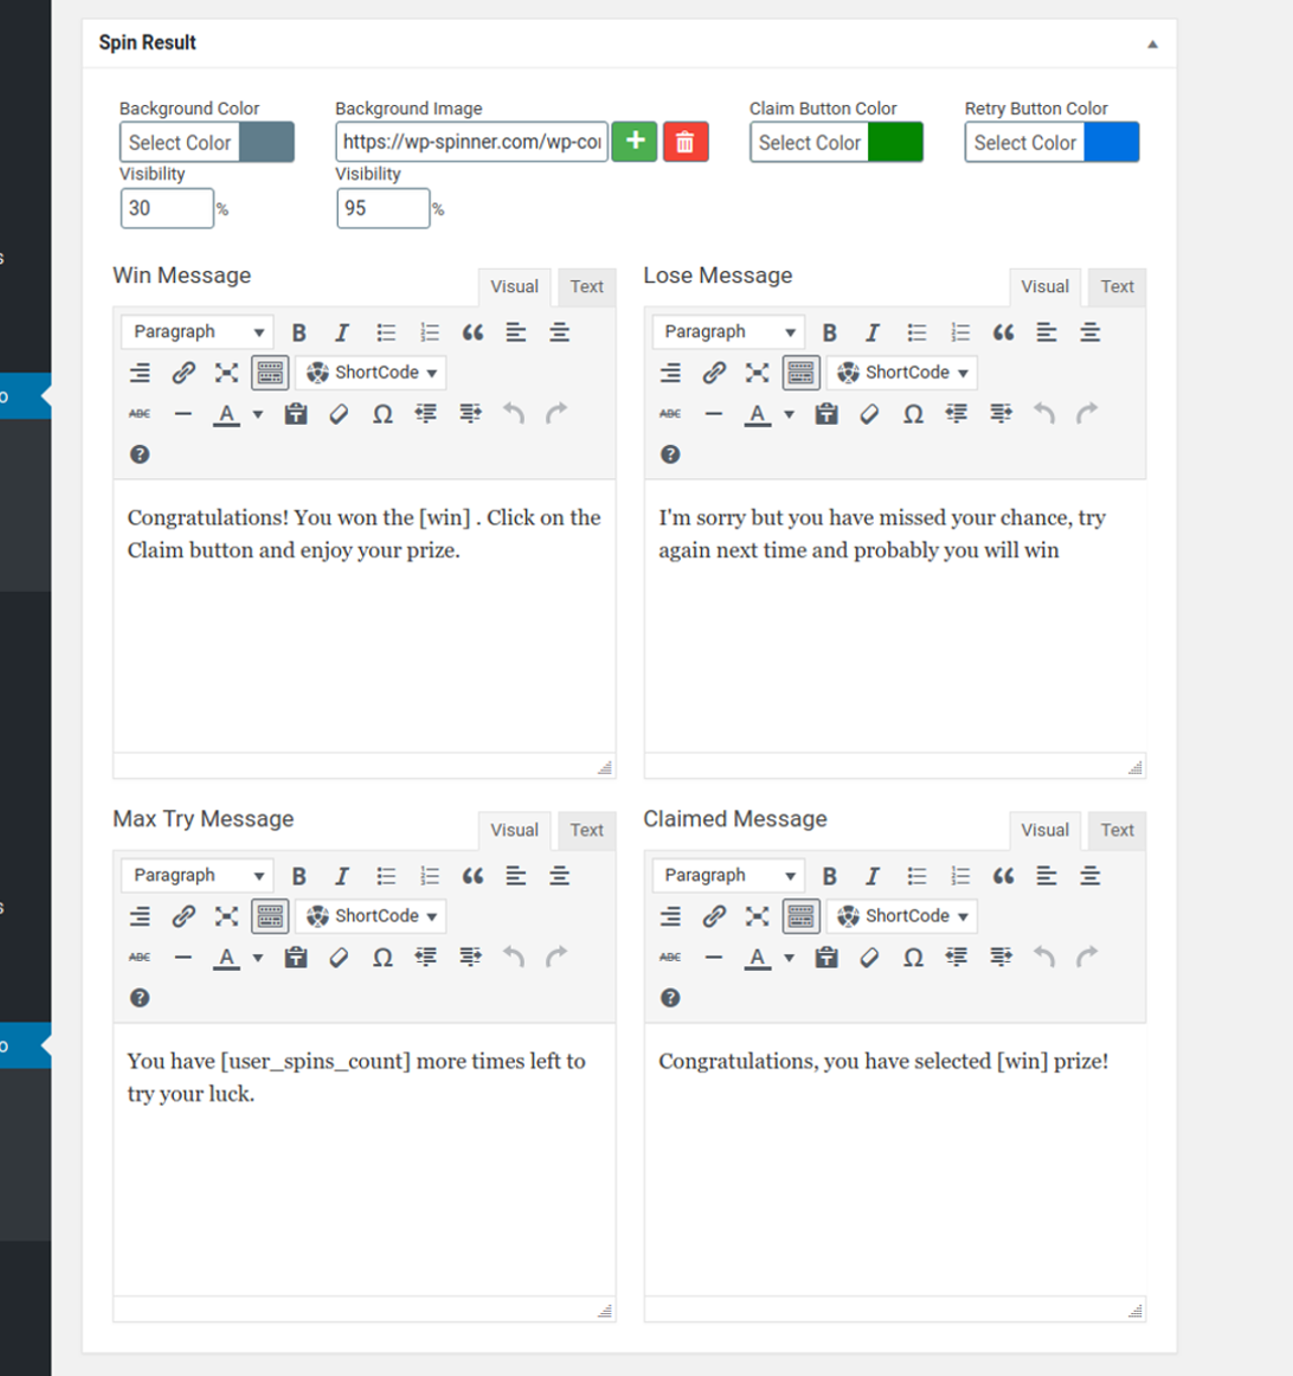 Spin Result
Background Color
Background Image
Claim Button Color
Retry Button Color
Select Color
https://wp-spinner.com/wp-co
Select Color
Select Color
Visibility
Visibility
30 %
95 %
Win Message
Visual
Text
Lose Message
Visual
Text
Paragraph
B I
Paragraph
B I
ShortCode
ShortCode
ABC
A
Ω
ABC
A
Ω
?
?
Congratulations! You won the [win] . Click on the
Claim button and enjoy your prize.
I'm sorry but you have missed your chance, try
again next time and probably you will win
Max Try Message
Visual
Text
Claimed Message
Visual
Text
Paragraph
B I
Paragraph
B I
ShortCode
ShortCode
ABC
A
Ω
ABC
A
Ω
?
?
You have [user_spins_count] more times left to
try your luck.
Congratulations, you have selected [win] prize!